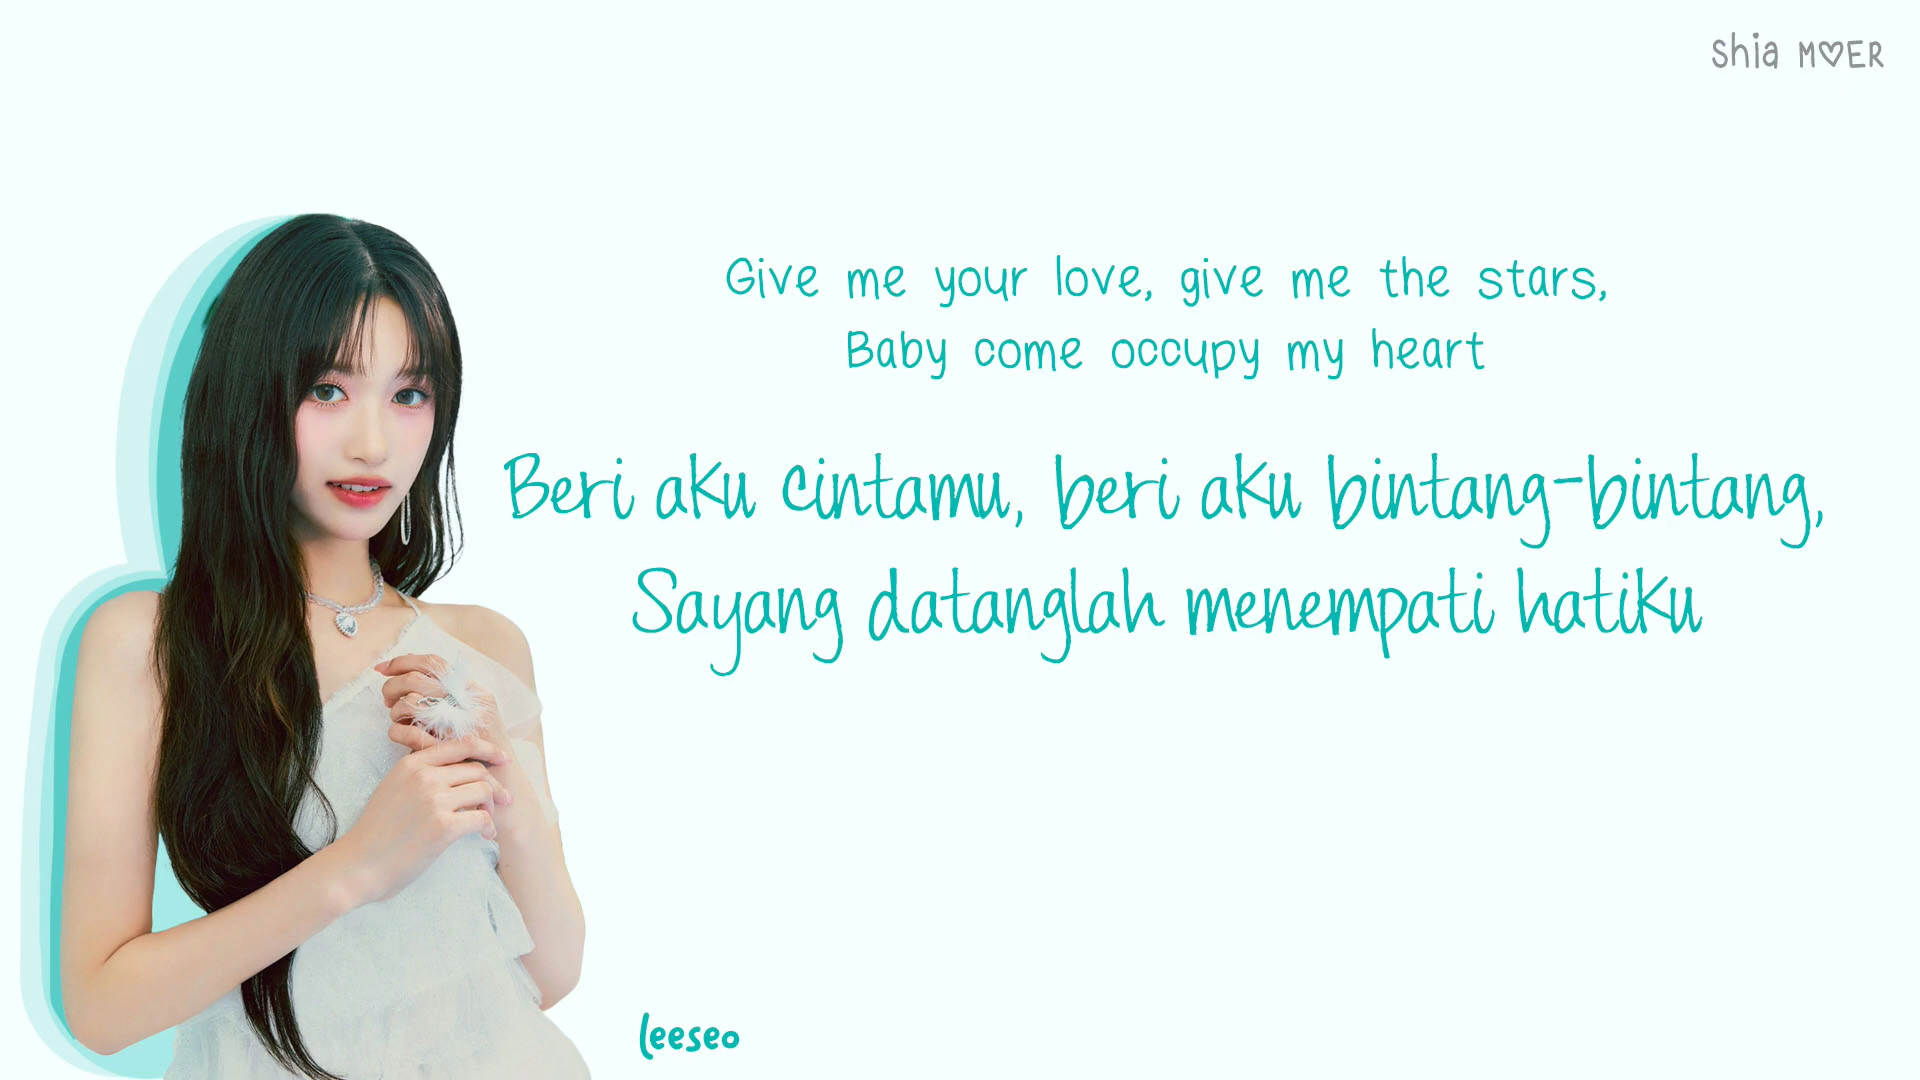 Shia M♡ER
Give me your love, give me the stars,
Baby come occupy my heart
Beri aku cintamu, beri aku bintang-bintang,
Sayang datanglah menempati hatiku
leeseo